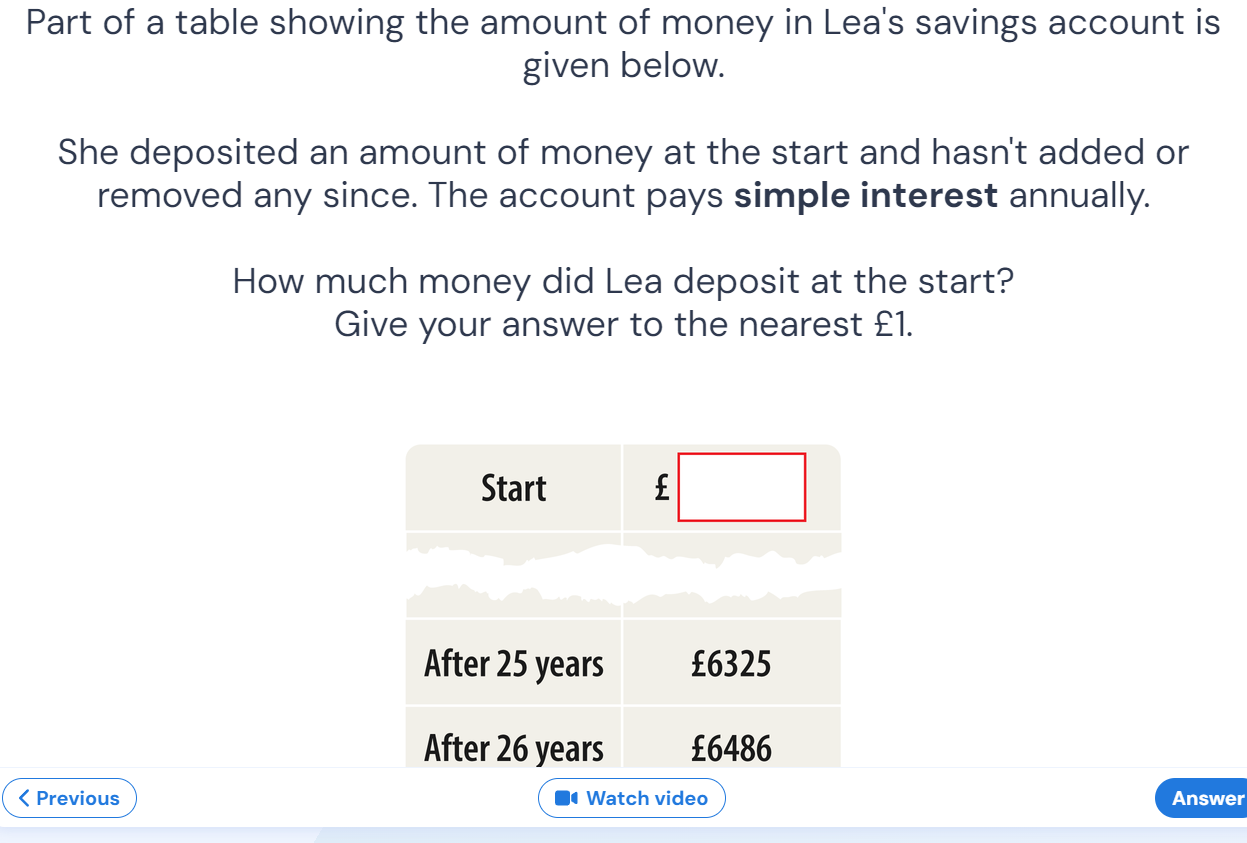 Part of a table showing the amount of money in Lea's savings account is
given below.
She deposited an amount of money at the start and hasn't added or
removed any since. The account pays simple interest annually.
How much money did Lea deposit at the start?
Give your answer to the nearest £1.
Start £
After 25 years £6325
After 26 years £6486
Previous Watch video Answer